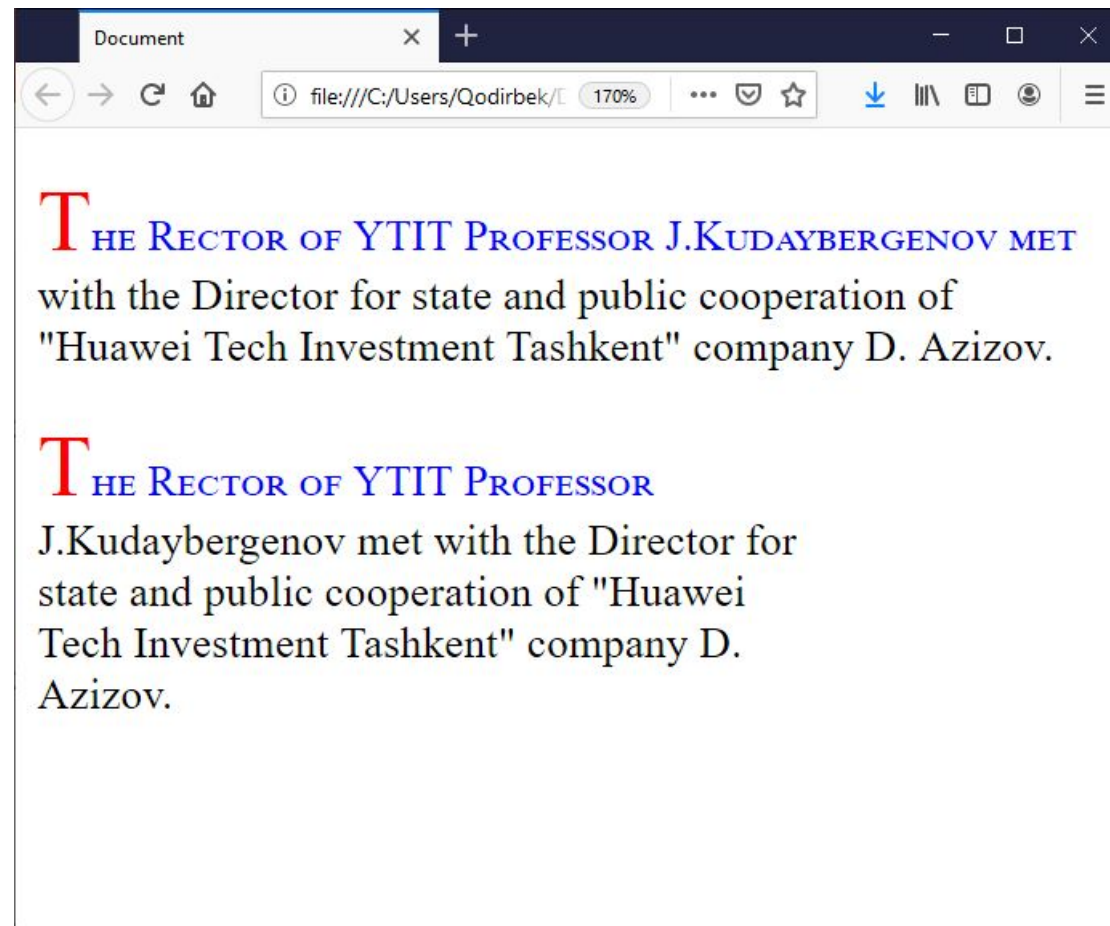 Document
file:///C:/Users/Qodirbek/D 170%
The Rector of YTIT Professor J.Kudaybergenov met
with the Director for state and public cooperation of
"Huawei Tech Investment Tashkent" company D. Azizov.
The Rector of YTIT Professor
J.Kudaybergenov met with the Director for
state and public cooperation of "Huawei
Tech Investment Tashkent" company D.
Azizov.